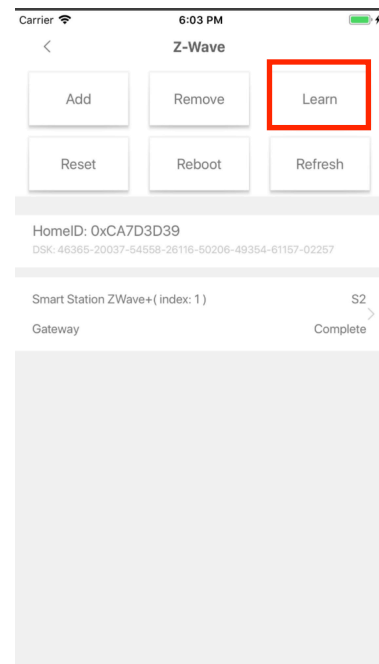 Carrier 6:03 PM
Z-Wave
Add Remove Learn
Reset Reboot Refresh
HomeID: 0xCA7D3D39
DSK: 46365-20037-54558-26116-50206-49354-61157-02257
Smart Station ZWave+( index: 1 ) S2
Gateway Complete